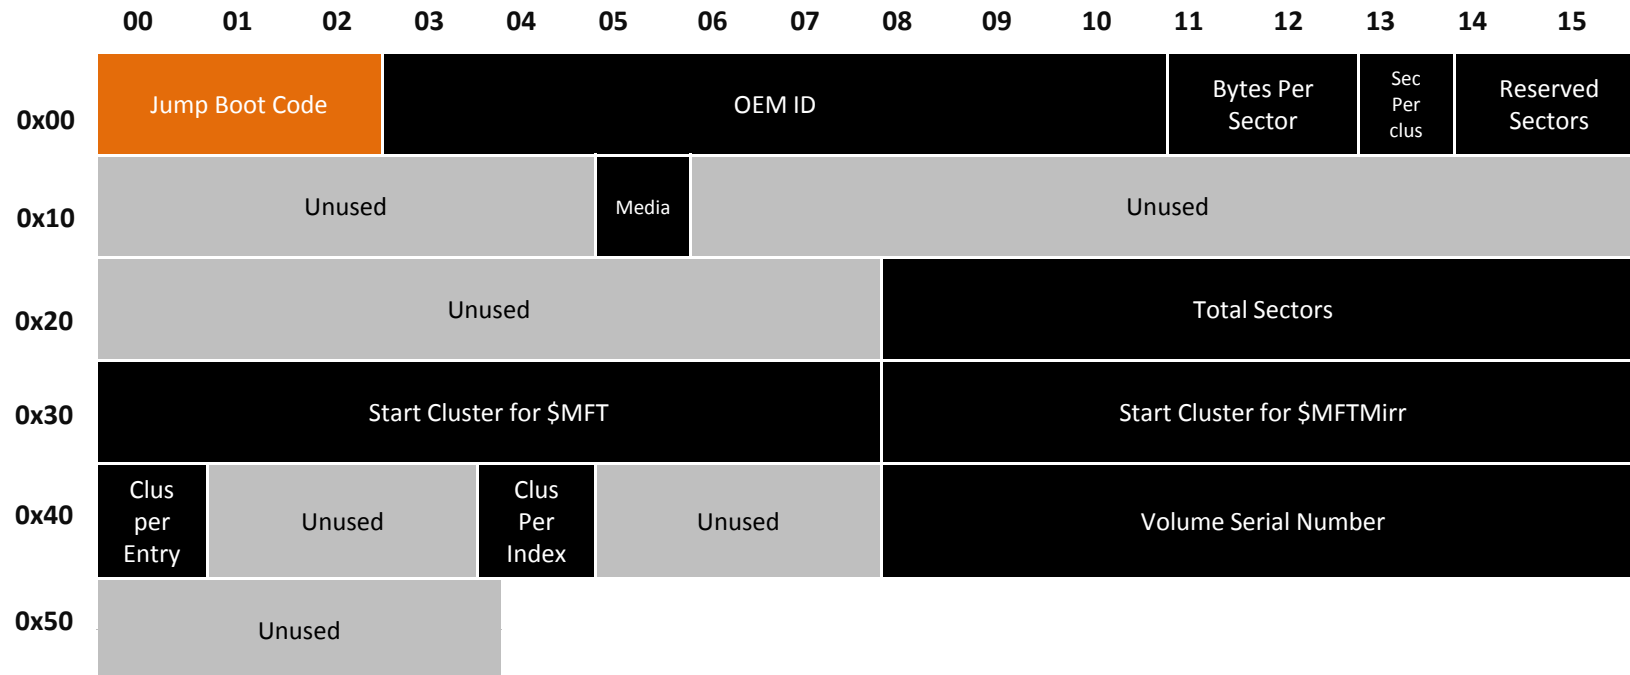 00 01 02 03 04 05 06 07 08 09 10 11 12 13 14 15
0x00
Jump Boot Code
OEM ID
Bytes Per
Sector
Sec
Per
clus
Reserved
Sectors
0x10
Unused
Media
Unused
0x20
Unused
Total Sectors
0x30
Start Cluster for $MFT
Start Cluster for $MFTMirr
0x40
Clus
per
Entry
Unused
Clus
Per
Index
Unused
Volume Serial Number
0x50
Unused